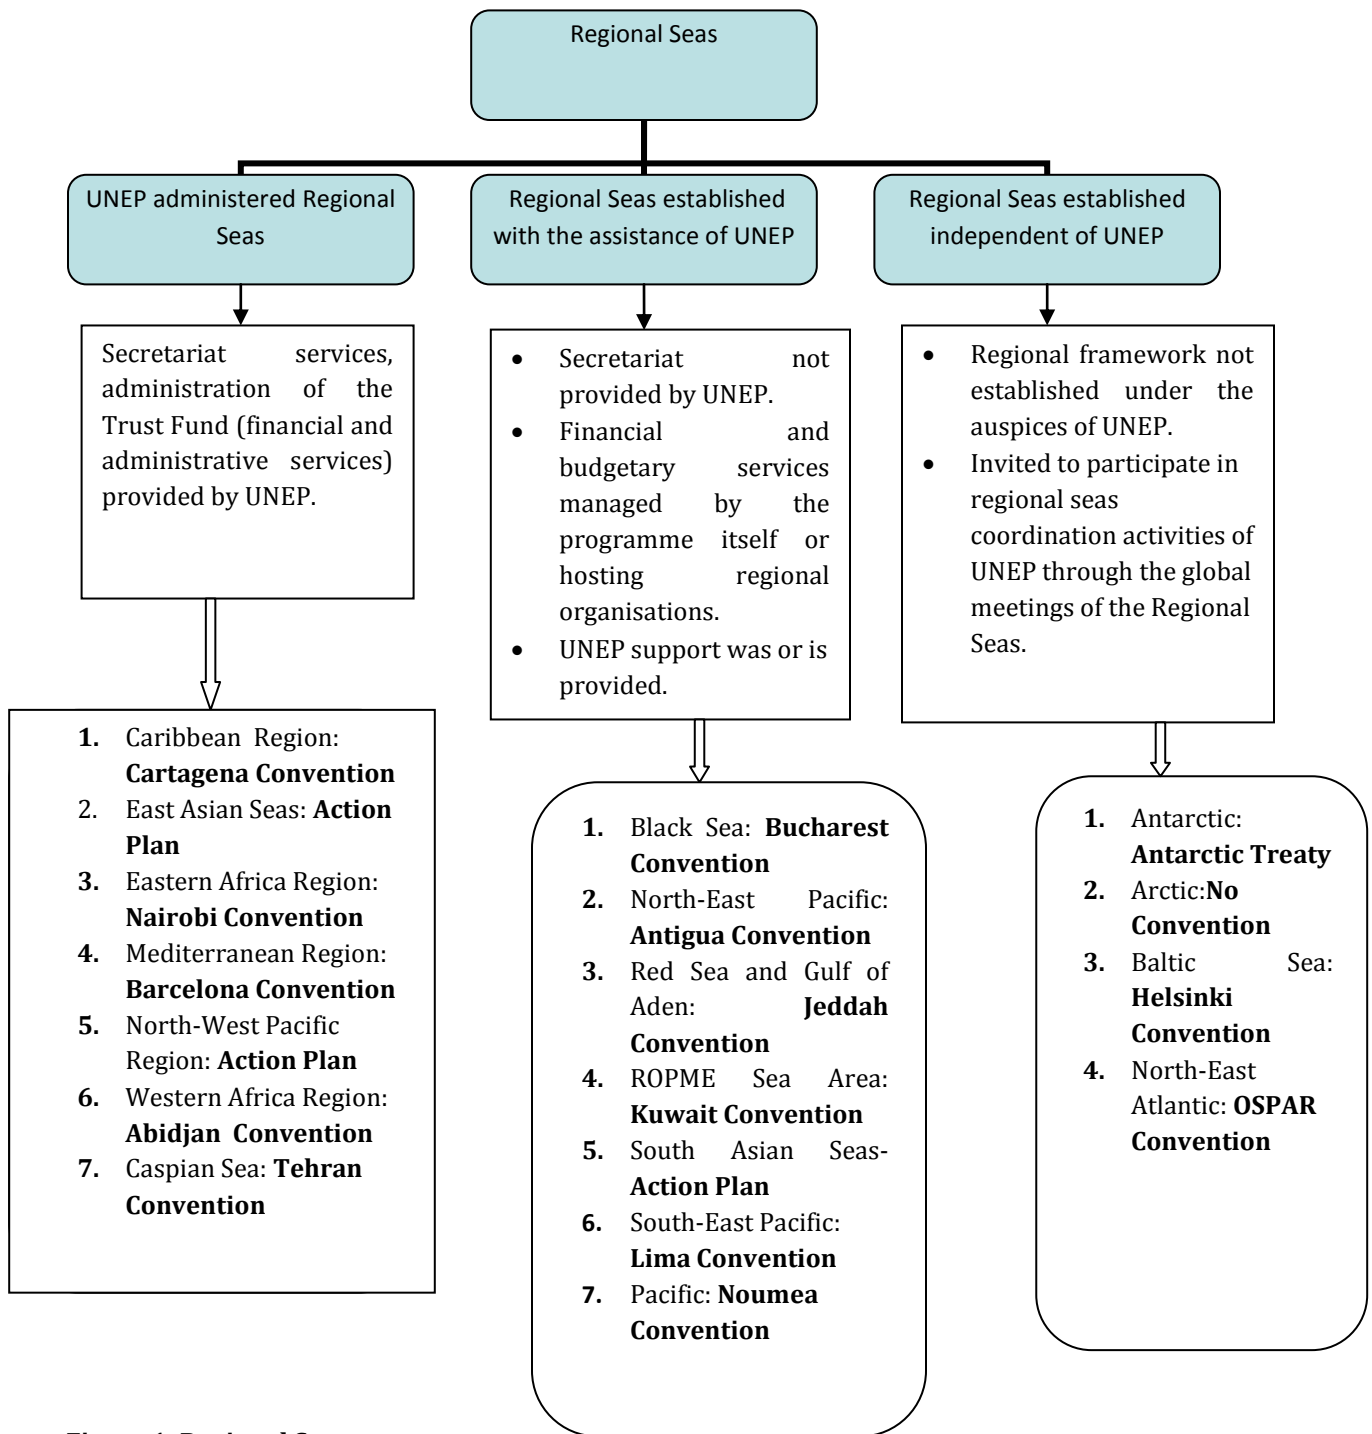 Regional Seas
UNEP administered Regional
Seas
Regional Seas established
with the assistance of UNEP
Regional Seas established
independent of UNEP
Secretariat services,
administration of the
Trust Fund (financial and
administrative services)
provided by UNEP.
• Secretariat not
provided by UNEP.
• Financial and
budgetary services
managed by the
programme itself or
hosting regional
organisations.
• UNEP support was or is
provided.
• Regional framework not
established under the
auspices of UNEP.
• Invited to participate in
regional seas
coordination activities of
UNEP through the global
meetings of the Regional
Seas.
1. Caribbean Region:
Cartagena Convention
2. East Asian Seas: Action
Plan
3. Eastern Africa Region:
Nairobi Convention
4. Mediterranean Region:
Barcelona Convention
5. North-West Pacific
Region: Action Plan
6. Western Africa Region:
Abidjan Convention
7. Caspian Sea: Tehran
Convention
1. Black Sea: Bucharest
Convention
2. North-East Pacific:
Antigua Convention
3. Red Sea and Gulf of
Aden: Jeddah
Convention
4. ROPME Sea Area:
Kuwait Convention
5. South Asian Seas-
Action Plan
6. South-East Pacific:
Lima Convention
7. Pacific: Noumea
Convention
1. Antarctic:
Antarctic Treaty
2. Arctic:No
Convention
3. Baltic Sea:
Helsinki
Convention
4. North-East
Atlantic: OSPAR
Convention